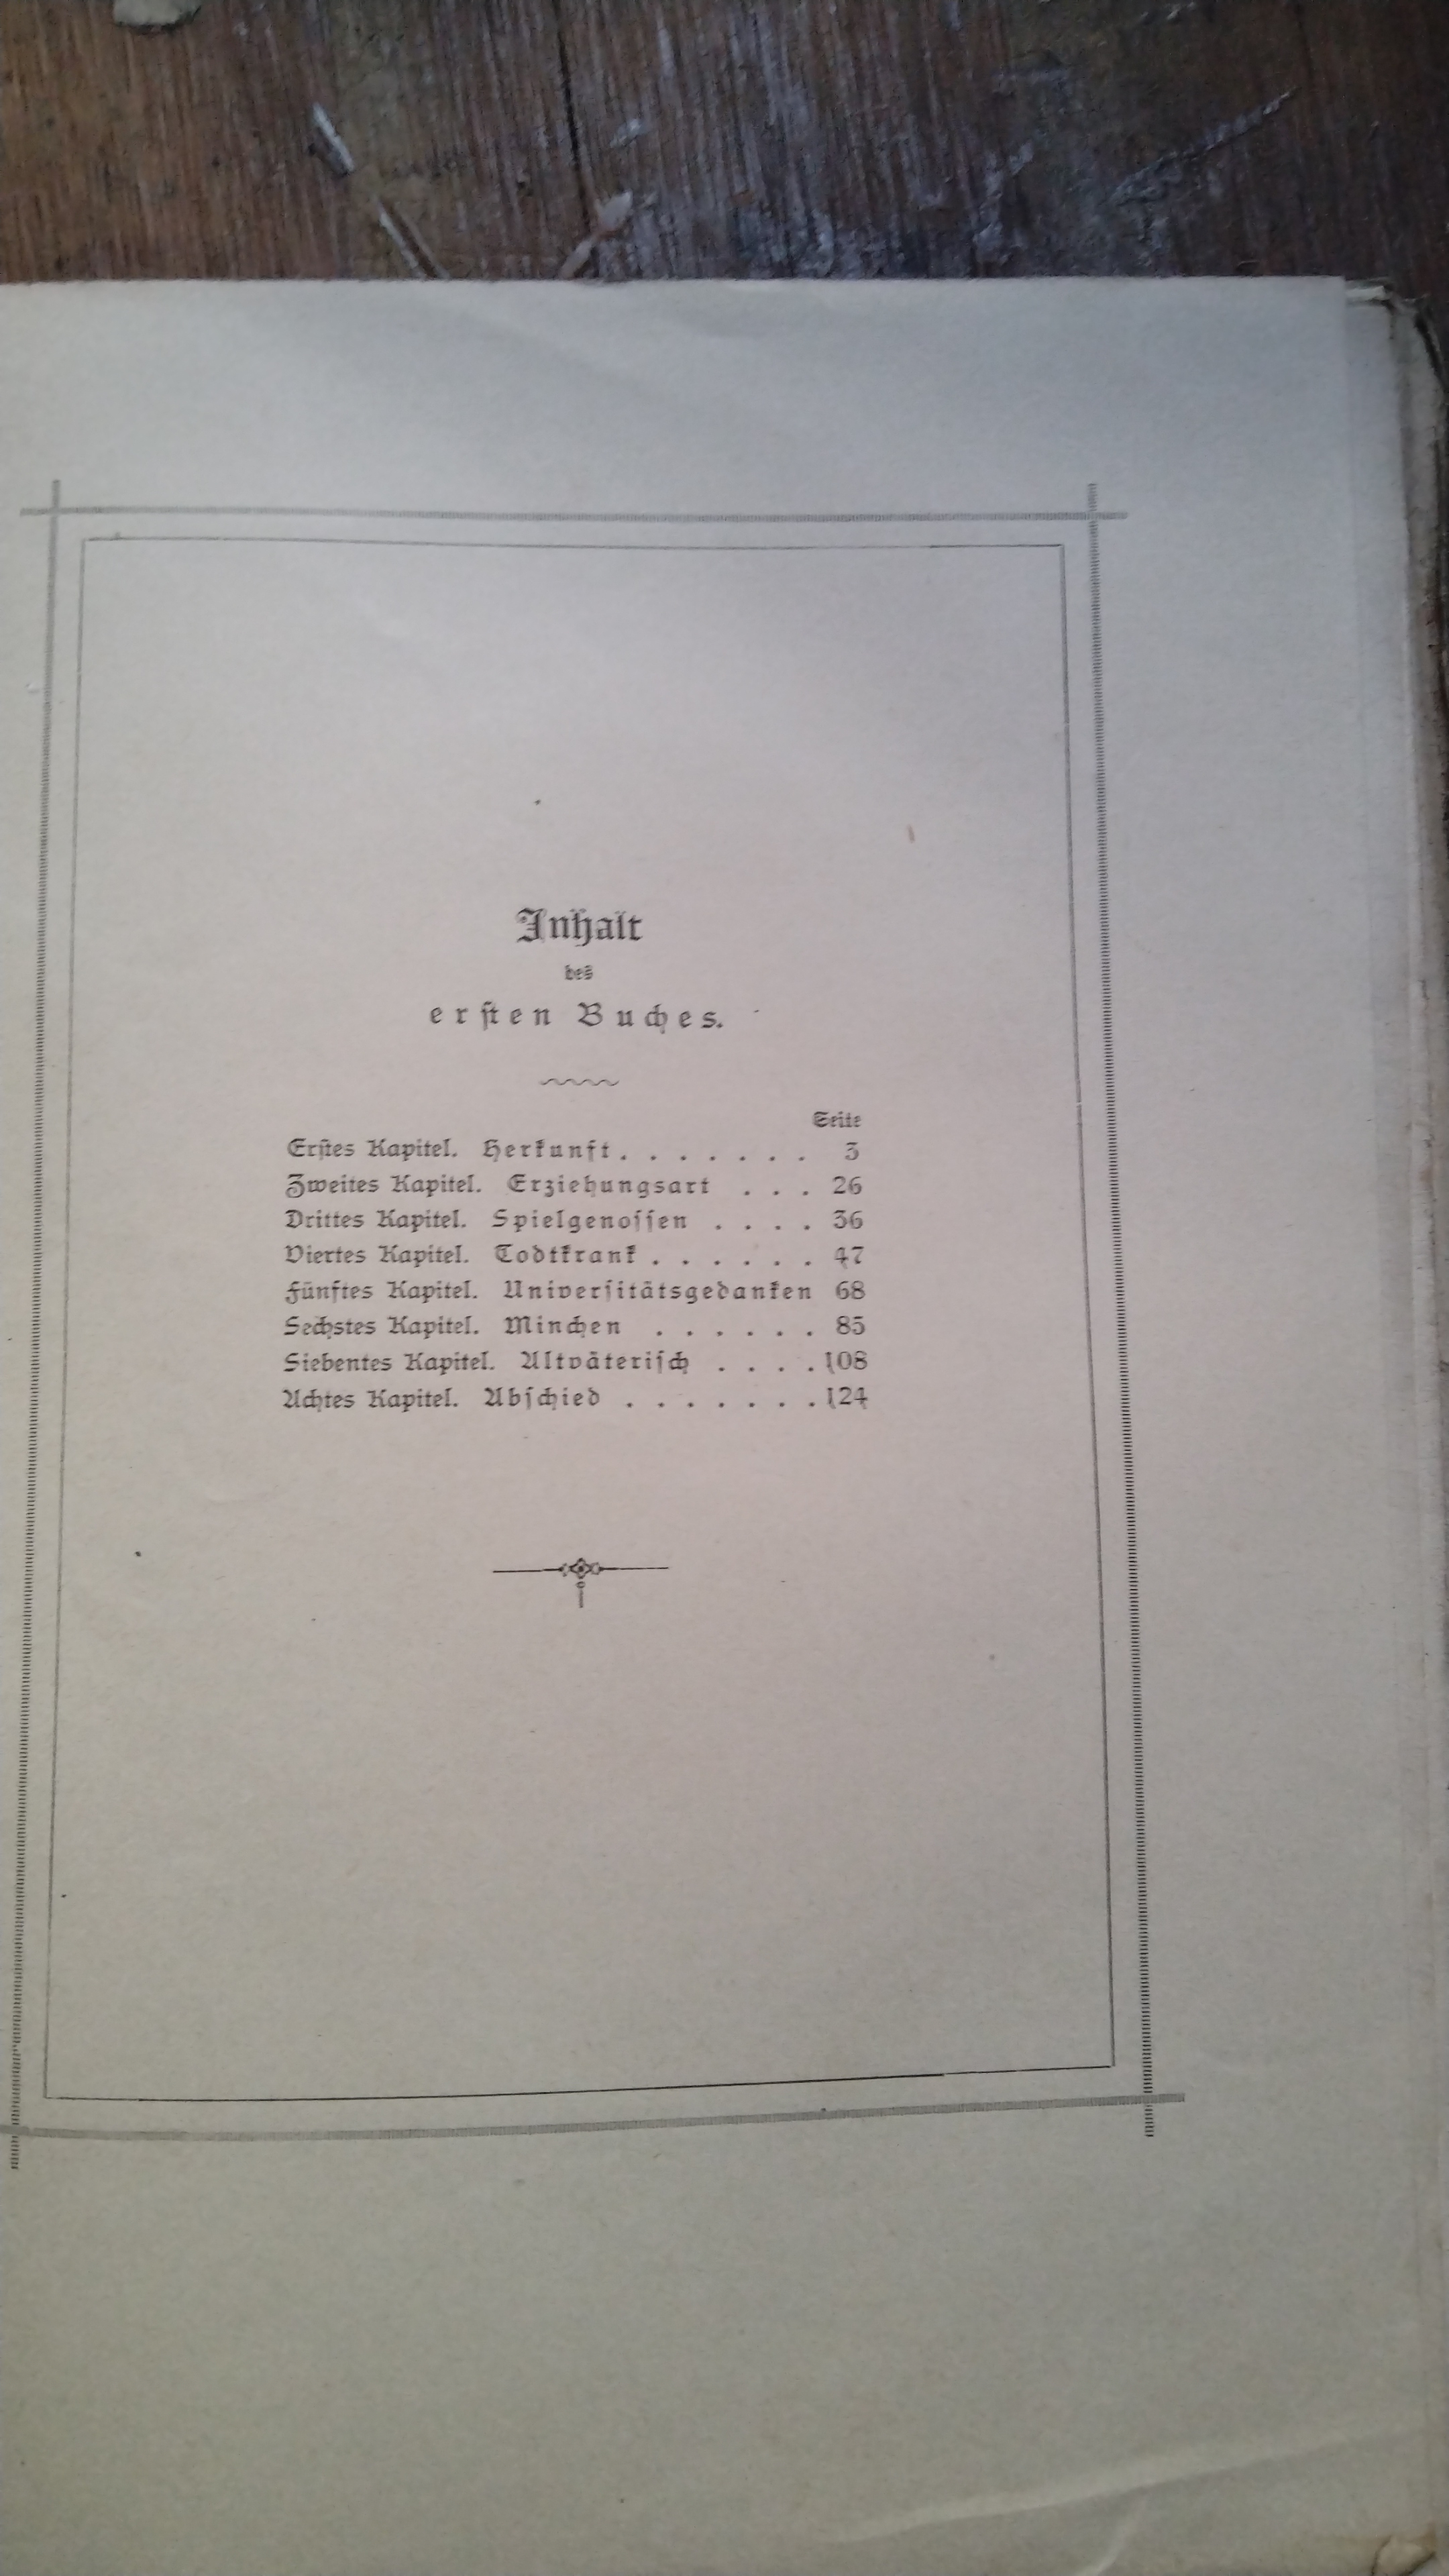 Inhalt
des
ersten Buches.
Seite
Erstes Kapitel. Herkunft . . . . . . . 3
Zweites Kapitel. Erziehungsart . . . 26
Drittes Kapitel. Spielgenossen . . . . 36
Viertes Kapitel. Todtkrank . . . . . . 47
Fünftes Kapitel. Universitätsgedanken 68
Sechstes Kapitel. Minchen . . . . . . 85
Siebentes Kapitel. Altväterisch . . . . 108
Achtes Kapitel. Abschied . . . . . . . 124